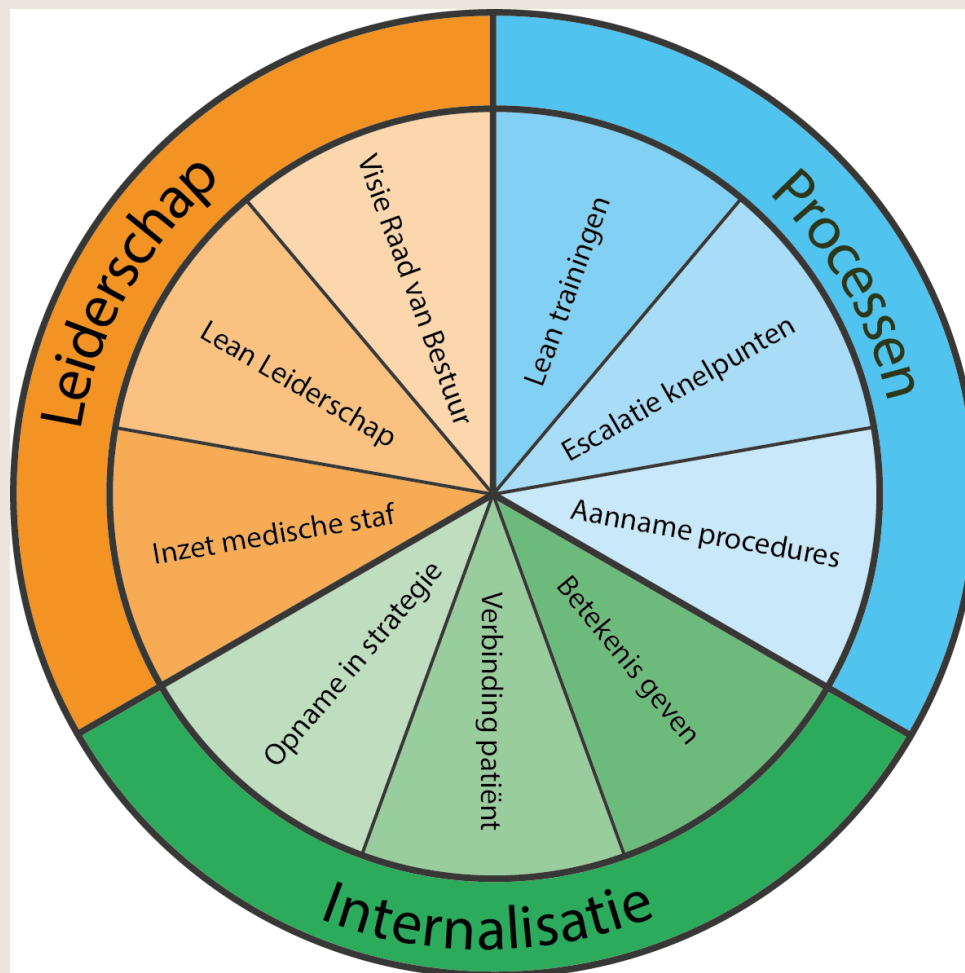 Leiderschap
Visie Raad van Bestuur
Lean Leiderschap
Inzet medische staf
Processen
Lean trainingen
Escalatie knelpunten
Aanname procedures
Internalisatie
Betekenis geven
Verbinding patiënt
Opname in strategie